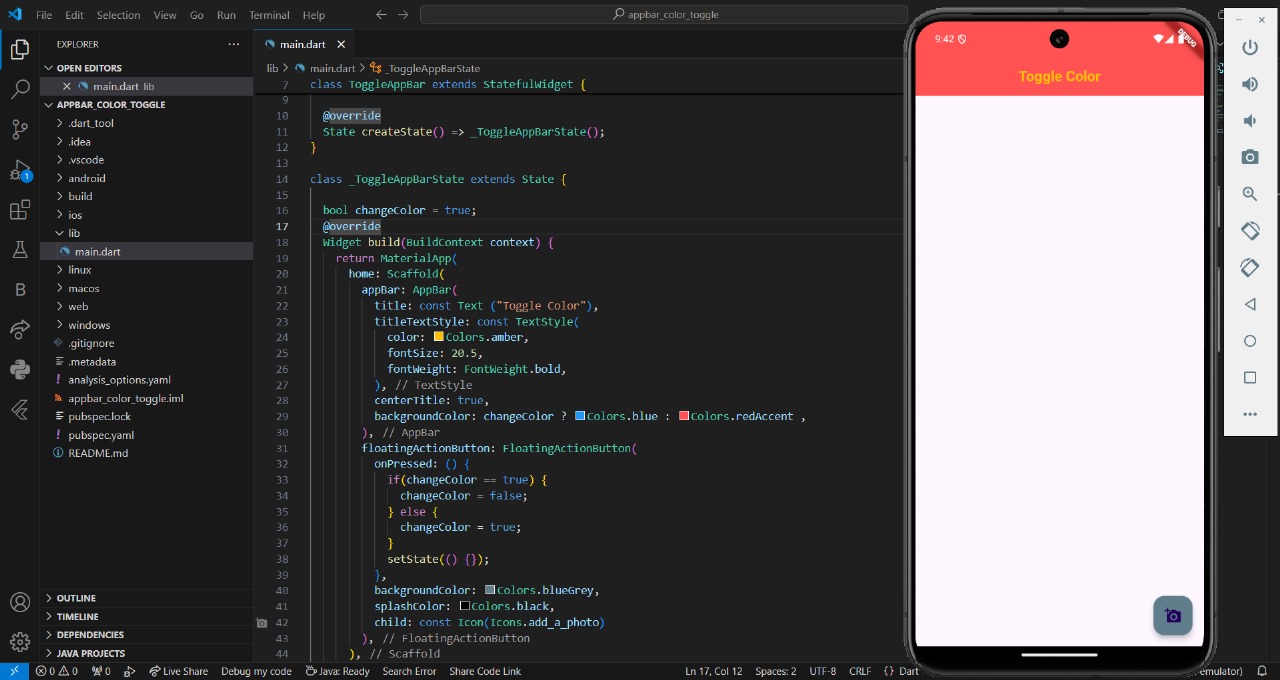 File Edit Selection View Go Run Terminal Help
appbar_color_toggle
EXPLORER
OPEN EDITORS
main.dart lib
APPBAR_COLOR_TOGGLE
.dart_tool
.idea
.vscode
android
build
ios
lib
main.dart
linux
macos
web
windows
.gitignore
.metadata
! analysis_options.yaml
appbar_color_toggle.iml
pubspec.lock
! pubspec.yaml
README.md
OUTLINE
TIMELINE
DEPENDENCIES
JAVA PROJECTS
1
main.dart
lib > main.dart > _ToggleAppBarState
7 class ToggleAppBar extends StatefulWidget {
9
10 @override
11 State createState() => _ToggleAppBarState();
12 }
13
14 class _ToggleAppBarState extends State {
15
16 bool changeColor = true;
17 @override
18 Widget build(BuildContext context) {
19 return MaterialApp(
20 home: Scaffold(
21 appBar: AppBar(
22 title: const Text ("Toggle Color"),
23 titleTextStyle: const TextStyle(
24 color: Colors.amber,
25 fontSize: 20.5,
26 fontWeight: FontWeight.bold,
27 ), // TextStyle
28 centerTitle: true,
29 backgroundColor: changeColor ? Colors.blue : Colors.redAccent ,
30 ), // AppBar
31 floatingActionButton: FloatingActionButton(
32 onPressed: () {
33 if(changeColor == true) {
34 changeColor = false;
35 } else {
36 changeColor = true;
37 }
38 setState(() {});
39 },
40 backgroundColor: Colors.blueGrey,
41 splashColor: Colors.black,
42 child: const Icon(Icons.add_a_photo)
43 ), // FloatingActionButton
44 ), // Scaffold
9:42
DEBUG
Toggle Color
0 0 0 Live Share Debug my code Java: Ready Search Error Share Code Link Ln 17, Col 12 Spaces: 2 UTF-8 CRLF {} Dart emulator)